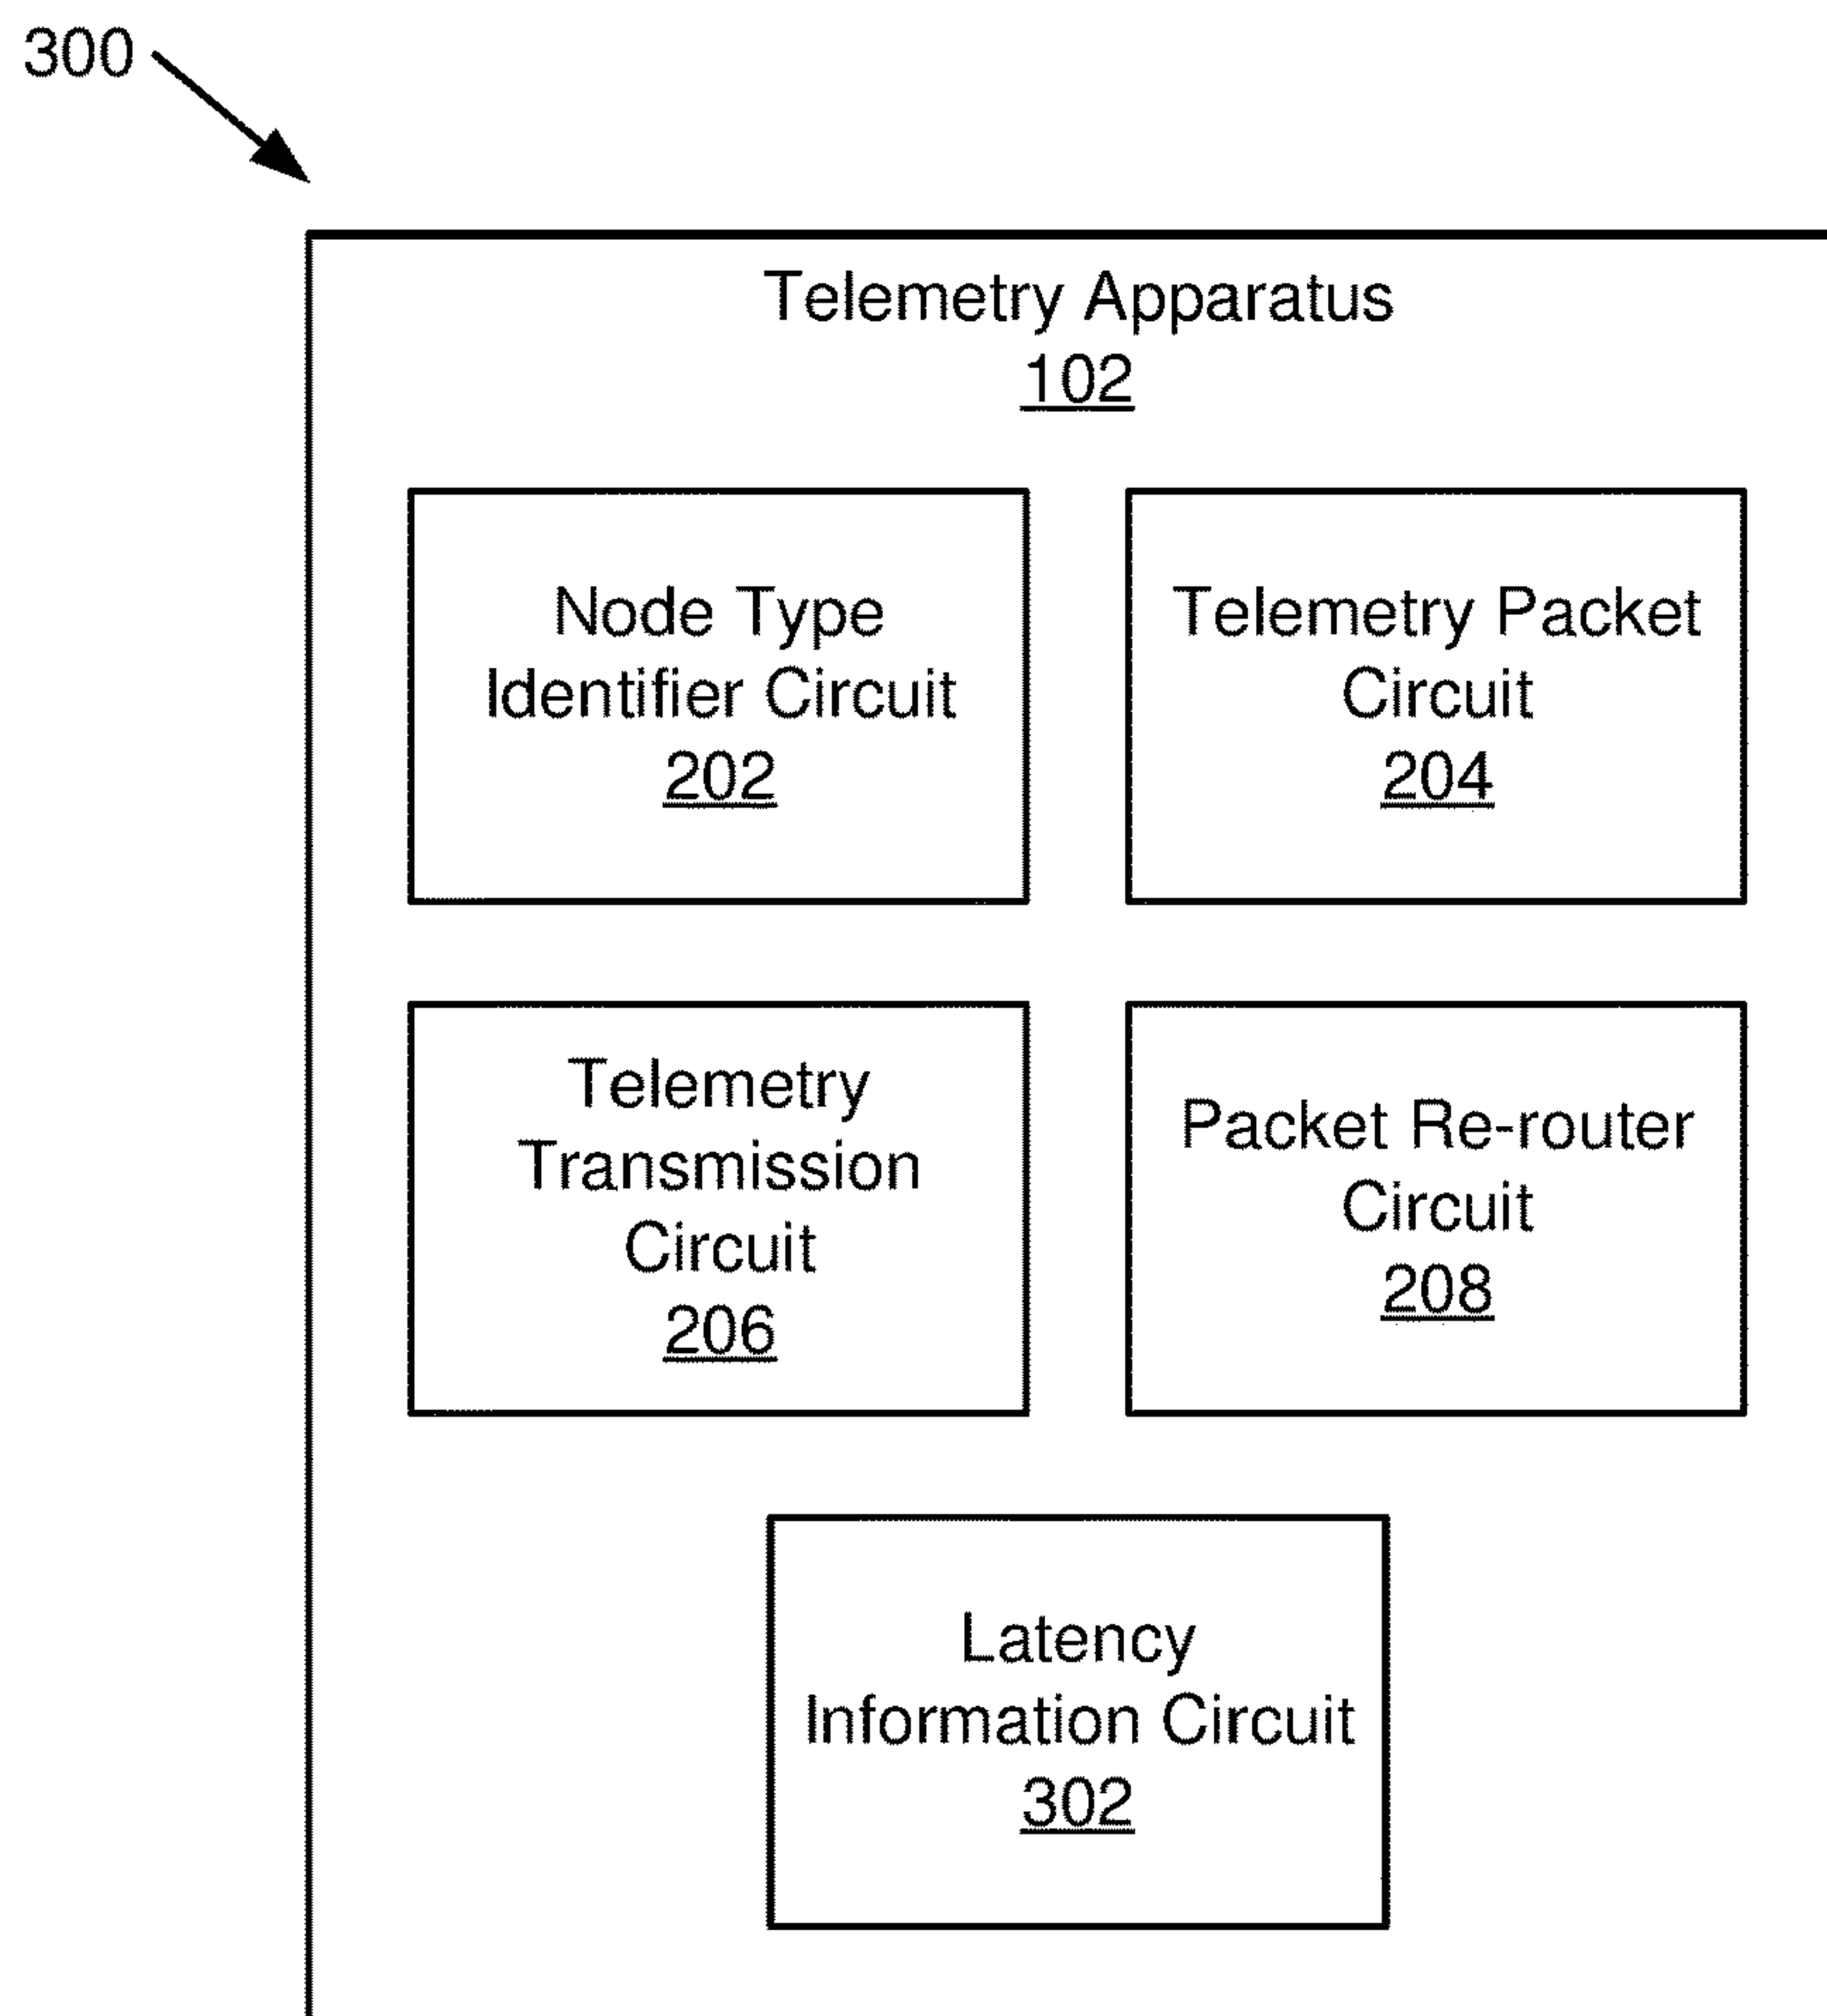 300
Telemetry Apparatus
102
Node Type
Identifier Circuit
202
Telemetry Packet
Circuit
204
Telemetry
Transmission
Circuit
206
Packet Re-router
Circuit
208
Latency
Information Circuit
302